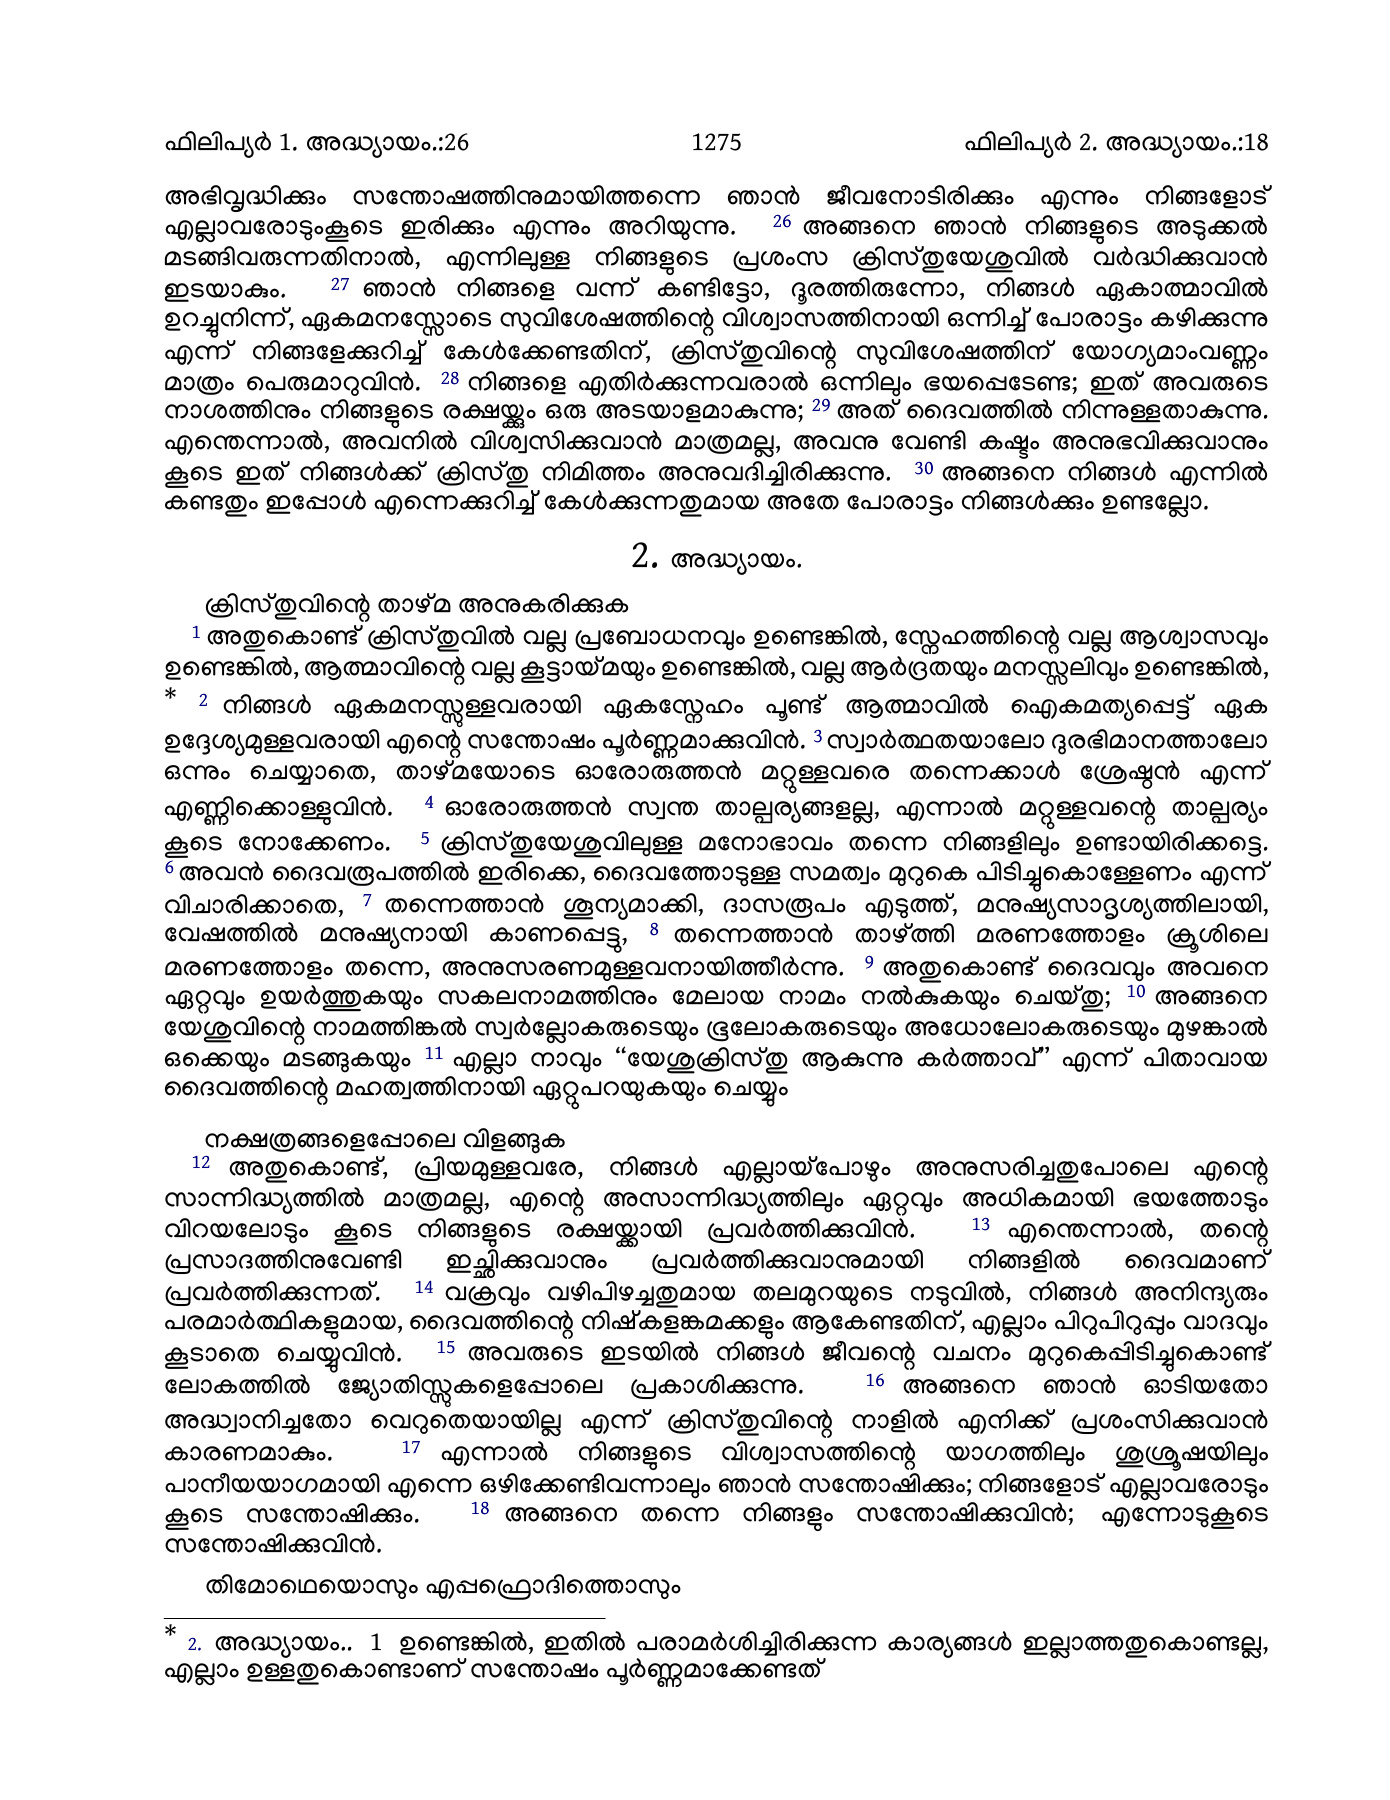 ഫിലിപ്യർ 1. അദ്ധ്യായം.:26 1275 ഫിലിപ്യർ 2. അദ്ധ്യായം.:18
അഭിവൃദ്ധിക്കും സന്തോഷത്തിനുമായിത്തന്നെ ഞാൻ ജീവനോടിരിക്കും എന്നും നിങ്ങളോട്
എല്ലാവരോടുംകൂടെ ഇരിക്കും എന്നും അറിയുന്നു. 26 അങ്ങനെ ഞാൻ നിങ്ങളുടെ അടുക്കൽ
മടങ്ങിവരുന്നതിനാൽ, എന്നിലുള്ള നിങ്ങളുടെ പ്രശംസ ക്രിസ്തുയേശുവിൽ വർദ്ധിക്കുവാൻ
ഇടയാകും. 27 ഞാൻ നിങ്ങളെ വന്ന് കണ്ടിട്ടോ, ദൂരത്തിരുന്നോ, നിങ്ങൾ ഏകാത്മാവിൽ
ഉറച്ചുനിന്ന്, ഏകമനസ്സോടെ സുവിശേഷത്തിന്റെ വിശ്വാസത്തിനായി ഒന്നിച്ച് പോരാട്ടം കഴിക്കുന്നു
എന്ന് നിങ്ങളേക്കുറിച്ച് കേൾക്കേണ്ടതിന്, ക്രിസ്തുവിന്റെ സുവിശേഷത്തിന് യോഗ്യമാംവണ്ണം
മാത്രം പെരുമാറുവിൻ. 28 നിങ്ങളെ എതിർക്കുന്നവരാൽ ഒന്നിലും ഭയപ്പെടേണ്ട; ഇത് അവരുടെ
നാശത്തിനും നിങ്ങളുടെ രക്ഷയ്ക്കും ഒരു അടയാളമാകുന്നു; 29 അത് ദൈവത്തിൽ നിന്നുള്ളതാകുന്നു.
എന്തെന്നാൽ, അവനിൽ വിശ്വസിക്കുവാൻ മാത്രമല്ല, അവനു വേണ്ടി കഷ്ടം അനുഭവിക്കുവാനും
കൂടെ ഇത് നിങ്ങൾക്ക് ക്രിസ്തു നിമിത്തം അനുവദിച്ചിരിക്കുന്നു. 30 അങ്ങനെ നിങ്ങൾ എന്നിൽ
കണ്ടതും ഇപ്പോൾ എന്നെക്കുറിച്ച് കേൾക്കുന്നതുമായ അതേ പോരാട്ടം നിങ്ങൾക്കും ഉണ്ടല്ലോ.
2. അദ്ധ്യായം.
ക്രിസ്തുവിന്റെ താഴ്മ അനുകരിക്കുക
1 അതുകൊണ്ട് ക്രിസ്തുവിൽ വല്ല പ്രബോധനവും ഉണ്ടെങ്കിൽ, സ്നേഹത്തിന്റെ വല്ല ആശ്വാസവും
ഉണ്ടെങ്കിൽ, ആത്മാവിന്റെ വല്ല കൂട്ടായ്മയും ഉണ്ടെങ്കിൽ, വല്ല ആർദ്രതയും മനസ്സലിവും ഉണ്ടെങ്കിൽ,
* 2 നിങ്ങൾ ഏകമനസ്സുള്ളവരായി ഏകസ്നേഹം പൂണ്ട് ആത്മാവിൽ ഐകമത്യപ്പെട്ട് ഏക
ഉദ്ദേശ്യമുള്ളവരായി എന്റെ സന്തോഷം പൂർണ്ണമാക്കുവിൻ. 3 സ്വാർത്ഥതയാലോ ദുരഭിമാനത്താലോ
ഒന്നും ചെയ്യാതെ, താഴ്മയോടെ ഓരോരുത്തൻ മറ്റുള്ളവരെ തന്നെക്കാൾ ശ്രേഷ്ഠൻ എന്ന്
എണ്ണിക്കൊള്ളുവിൻ. 4 ഓരോരുത്തൻ സ്വന്ത താല്പര്യങ്ങളല്ല, എന്നാൽ മറ്റുള്ളവന്റെ താല്പര്യം
കൂടെ നോക്കേണം. 5 ക്രിസ്തുയേശുവിലുള്ള മനോഭാവം തന്നെ നിങ്ങളിലും ഉണ്ടായിരിക്കട്ടെ.
6 അവൻ ദൈവരൂപത്തിൽ ഇരിക്കെ, ദൈവത്തോടുള്ള സമത്വം മുറുകെ പിടിച്ചുകൊള്ളേണം എന്ന്
വിചാരിക്കാതെ, 7 തന്നെത്താൻ ശൂന്യമാക്കി, ദാസരൂപം എടുത്ത്, മനുഷ്യസാദൃശ്യത്തിലായി,
വേഷത്തിൽ മനുഷ്യനായി കാണപ്പെട്ടു, 8 തന്നെത്താൻ താഴ്ത്തി മരണത്തോളം ക്രൂശിലെ
മരണത്തോളം തന്നെ, അനുസരണമുള്ളവനായിത്തീർന്നു. 9 അതുകൊണ്ട് ദൈവവും അവനെ
ഏറ്റവും ഉയർത്തുകയും സകലനാമത്തിനും മേലായ നാമം നൽകുകയും ചെയ്തു; 10 അങ്ങനെ
യേശുവിന്റെ നാമത്തിങ്കൽ സ്വർല്ലോകരുടെയും ഭൂലോകരുടെയും അധോലോകരുടെയും മുഴങ്കാൽ
ഒക്കെയും മടങ്ങുകയും 11 എല്ലാ നാവും “യേശുക്രിസ്തു ആകുന്നു കർത്താവ്” എന്ന് പിതാവായ
ദൈവത്തിന്റെ മഹത്വത്തിനായി ഏറ്റുപറയുകയും ചെയ്യും
നക്ഷത്രങ്ങളെപ്പോലെ വിളങ്ങുക
12 അതുകൊണ്ട്, പ്രിയമുള്ളവരേ, നിങ്ങൾ എല്ലായ്പോഴും അനുസരിച്ചതുപോലെ എന്റെ
സാന്നിദ്ധ്യത്തിൽ മാത്രമല്ല, എന്റെ അസാന്നിദ്ധ്യത്തിലും ഏറ്റവും അധികമായി ഭയത്തോടും
വിറയലോടും കൂടെ നിങ്ങളുടെ രക്ഷയ്ക്കായി പ്രവർത്തിക്കുവിൻ. 13 എന്തെന്നാൽ, തന്റെ
പ്രസാദത്തിനുവേണ്ടി ഇച്ഛിക്കുവാനും പ്രവർത്തിക്കുവാനുമായി നിങ്ങളിൽ ദൈവമാണ്
പ്രവർത്തിക്കുന്നത്. 14 വക്രവും വഴിപിഴച്ചതുമായ തലമുറയുടെ നടുവിൽ, നിങ്ങൾ അനിന്ദ്യരും
പരമാർത്ഥികളുമായ, ദൈവത്തിന്റെ നിഷ്കളങ്കമക്കളും ആകേണ്ടതിന്, എല്ലാം പിറുപിറുപ്പും വാദവും
കൂടാതെ ചെയ്യുവിൻ. 15 അവരുടെ ഇടയിൽ നിങ്ങൾ ജീവന്റെ വചനം മുറുകെപ്പിടിച്ചുകൊണ്ട്
ലോകത്തിൽ ജ്യോതിസ്സുകളെപ്പോലെ പ്രകാശിക്കുന്നു. 16 അങ്ങനെ ഞാൻ ഓടിയതോ
അദ്ധ്വാനിച്ചതോ വെറുതെയായില്ല എന്ന് ക്രിസ്തുവിന്റെ നാളിൽ എനിക്ക് പ്രശംസിക്കുവാൻ
കാരണമാകും. 17 എന്നാൽ നിങ്ങളുടെ വിശ്വാസത്തിന്റെ യാഗത്തിലും ശുശ്രൂഷയിലും
പാനീയയാഗമായി എന്നെ ഒഴിക്കേണ്ടിവന്നാലും ഞാൻ സന്തോഷിക്കും; നിങ്ങളോട് എല്ലാവരോടും
കൂടെ സന്തോഷിക്കും. 18 അങ്ങനെ തന്നെ നിങ്ങളും സന്തോഷിക്കുവിൻ; എന്നോടുകൂടെ
സന്തോഷിക്കുവിൻ.
തിമോഥെയൊസും എപ്പഫ്രൊദിത്തൊസും
* 2. അദ്ധ്യായം.. 1 ഉണ്ടെങ്കിൽ, ഇതിൽ പരാമർശിച്ചിരിക്കുന്ന കാര്യങ്ങൾ ഇല്ലാത്തതുകൊണ്ടല്ല,
എല്ലാം ഉള്ളതുകൊണ്ടാണ് സന്തോഷം പൂർണ്ണമാക്കേണ്ടത്